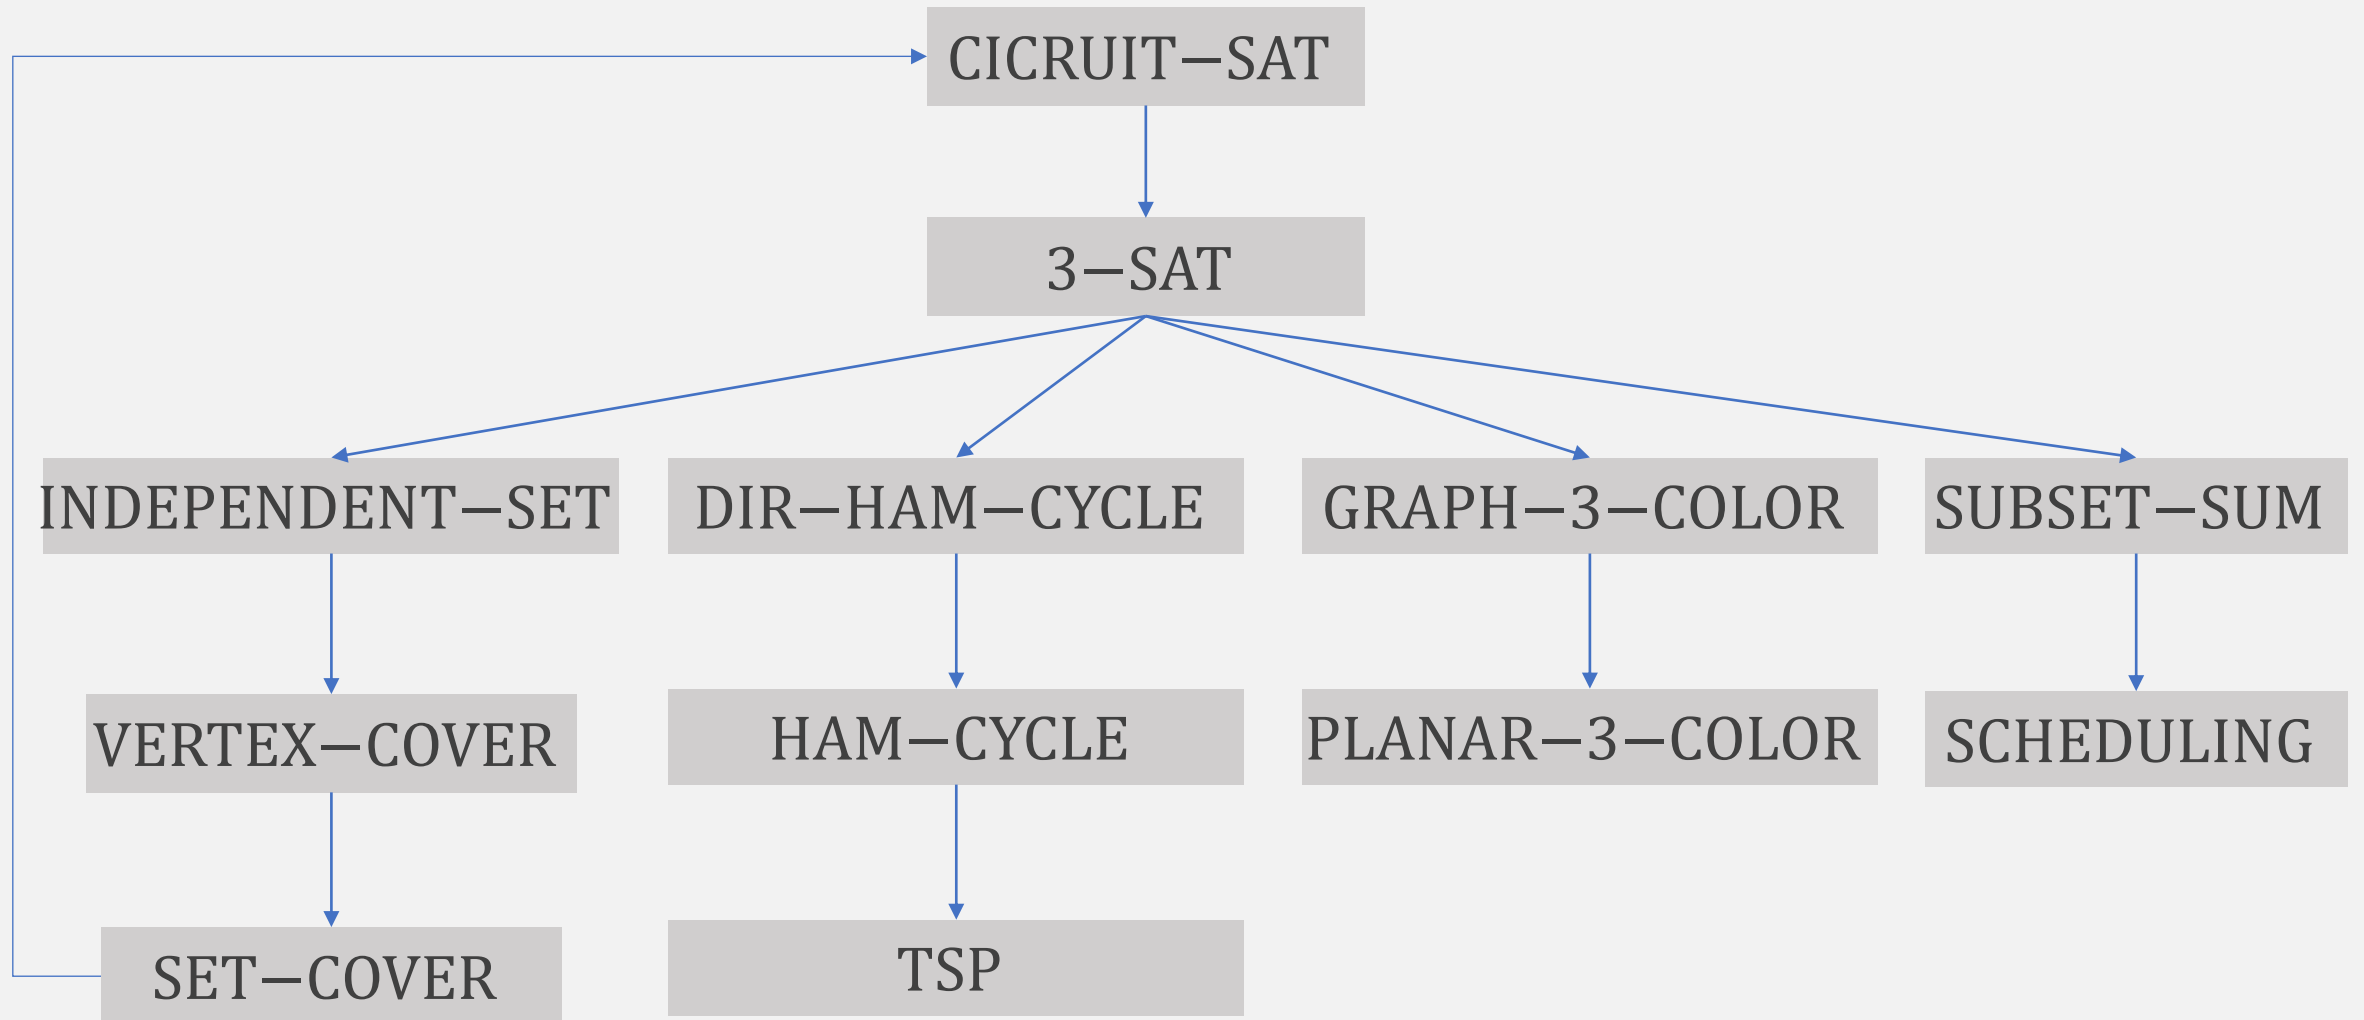 CICRUIT−SAT
3−SAT
INDEPENDENT−SET
DIR−HAM−CYCLE
GRAPH−3−COLOR
SUBSET−SUM
VERTEX−COVER
HAM−CYCLE
PLANAR−3−COLOR
SCHEDULING
SET−COVER
TSP